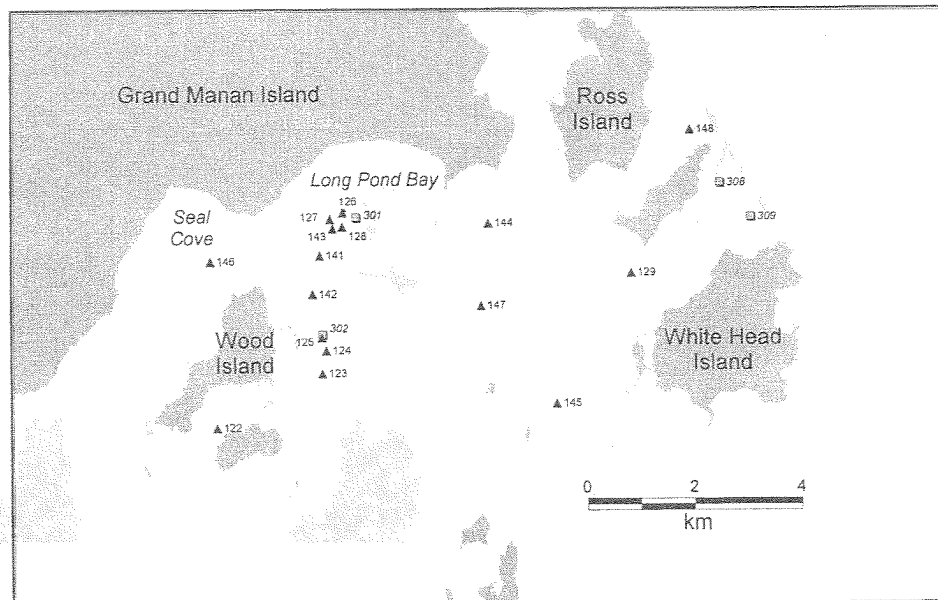 Grand Manan Island
Ross
Island
148
Long Pond Bay
308
126
127
301
309
Seal
Cove
144
143
128
141
146
129
142
147
302
125
Wood
Island
White Head
Island
124
123
145
122
0 2 4
km